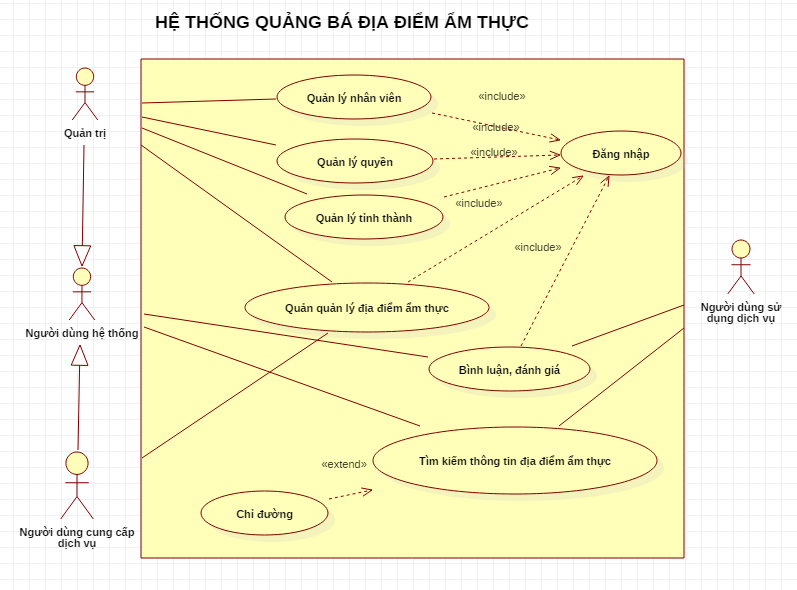 HỆ THỐNG QUẢNG BÁ ĐỊA ĐIỂM ẨM THỰC
Quản lý nhân viên
«include»
Quản trị
«include»
Đăng nhập
«include»
Quản lý quyền
«include»
Quản lý tỉnh thành
«include»
Quản quản lý địa điểm ẩm thực
Người dùng sử
dụng dịch vụ
Người dùng hệ thống
Bình luận, đánh giá
Tìm kiếm thông tin địa điểm ẩm thực
«extend»
Chỉ đường
Người dùng cung cấp
dịch vụ